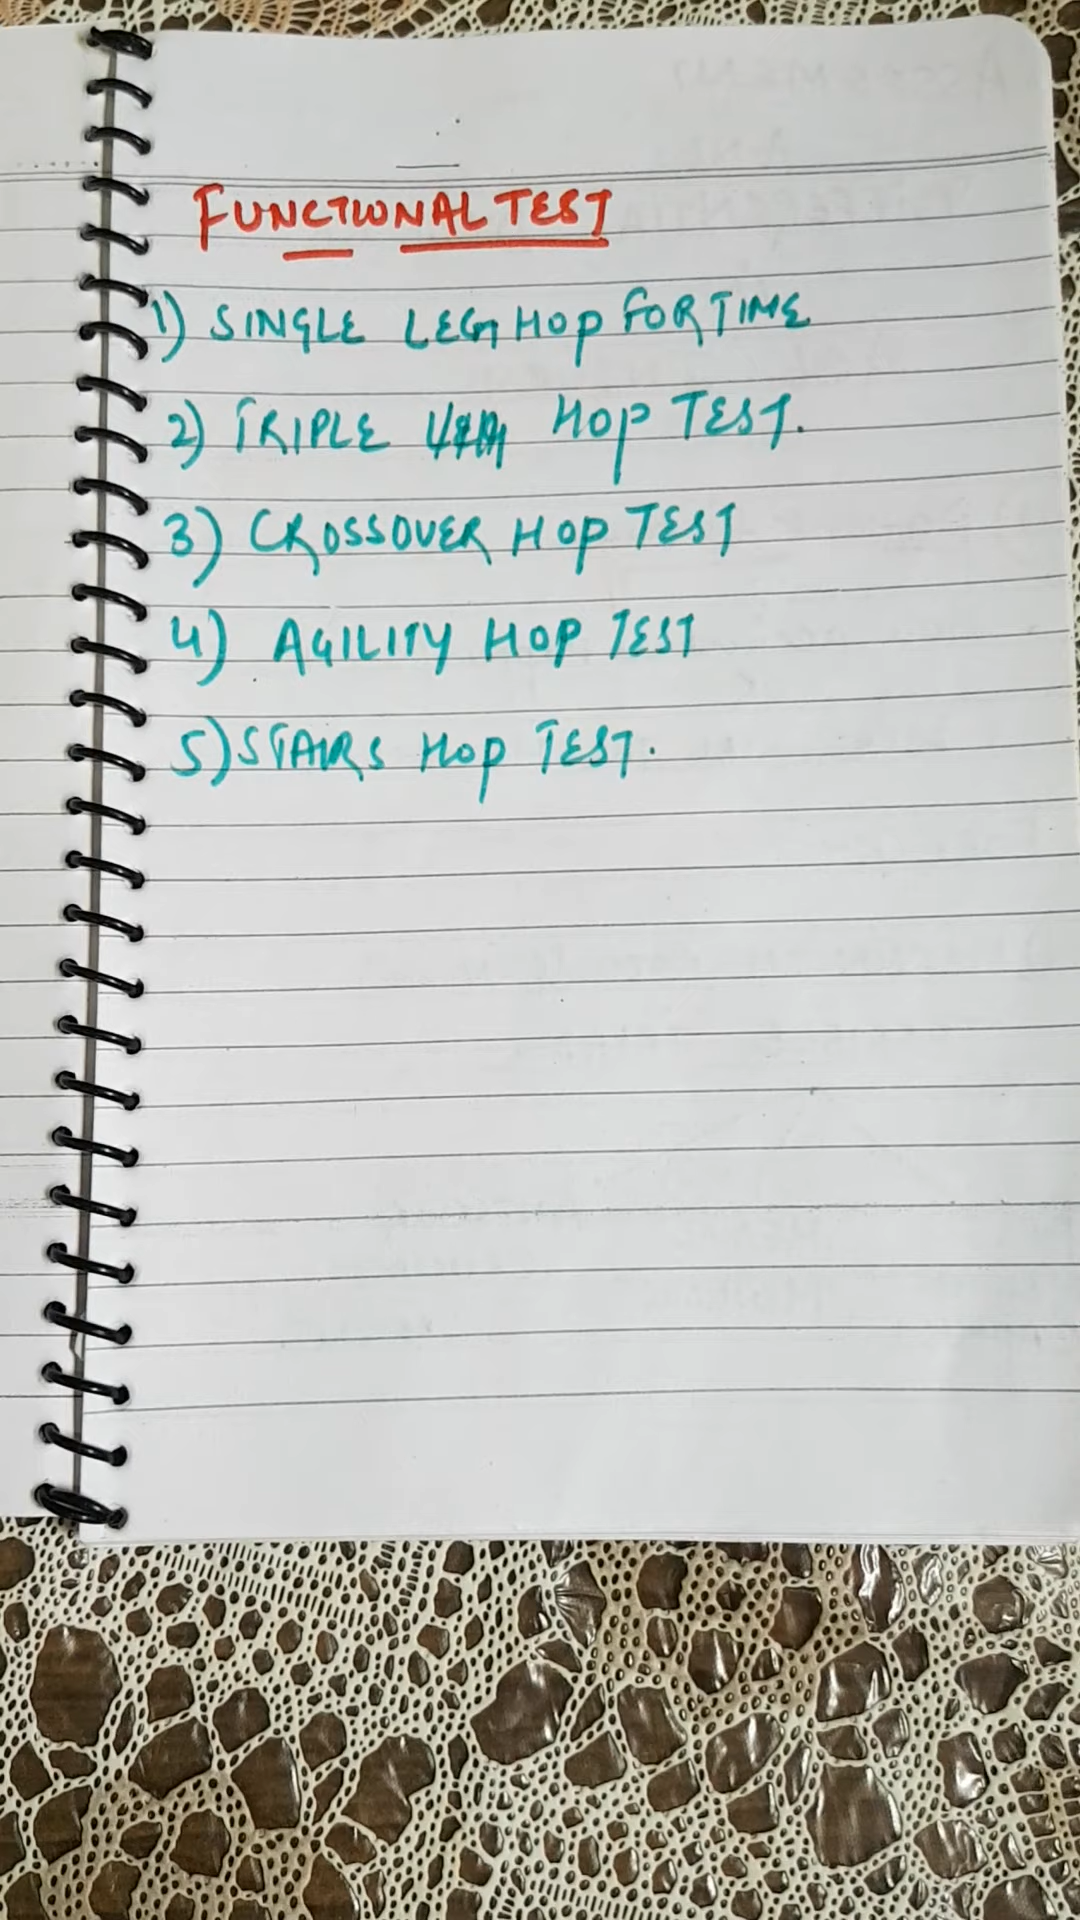 FUNCTIONAL TEST
1) SINGLE LEG HOP FOR TIME
2) TRIPLE HOP TEST.
3) CROSSOVER HOP TEST
4) AGILITY HOP TEST
5) STAIRS HOP TEST.